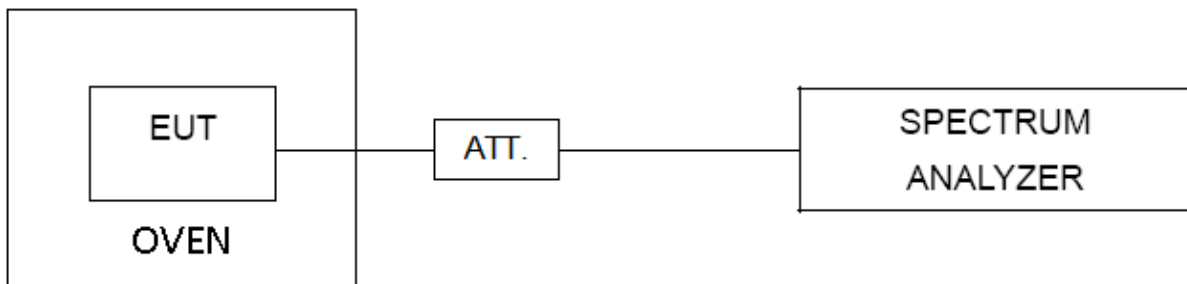 EUT
OVEN
ATT.
SPECTRUM
ANALYZER